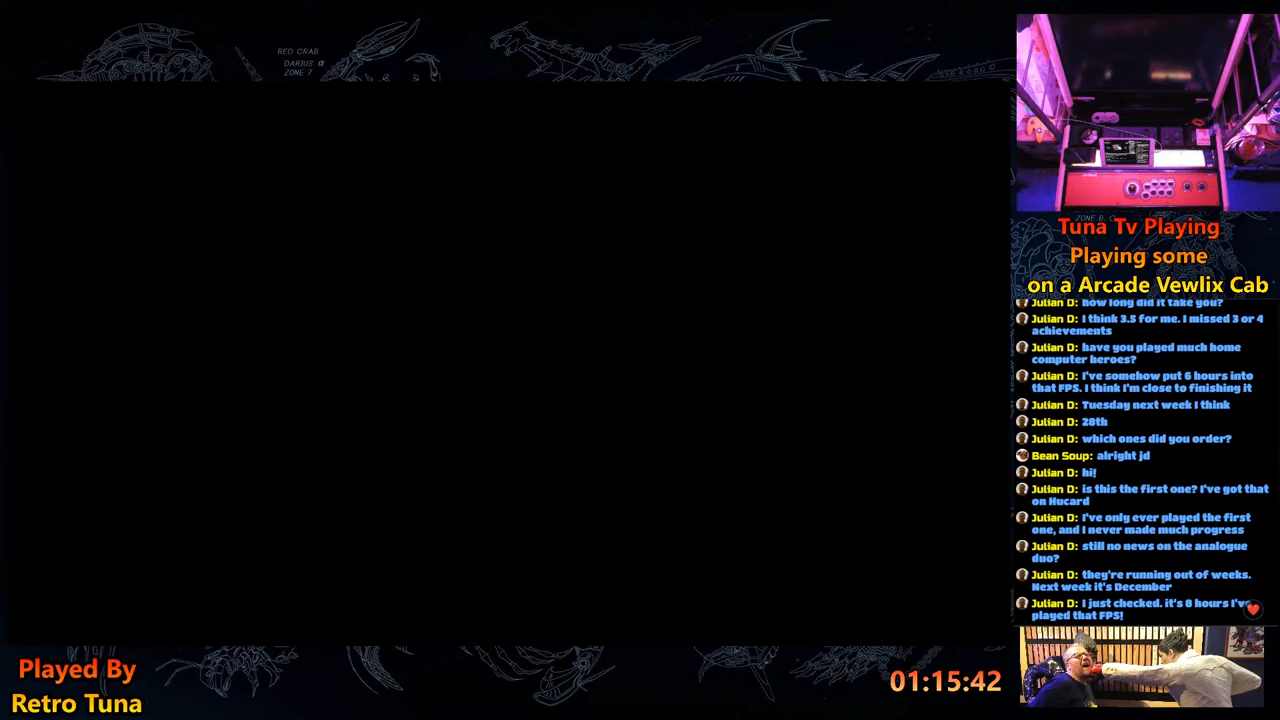 RED CRAB
DARIUS α
ZONE 7
ZONE B, C
Tuna Tv Playing
Playing some
on a Arcade Vewlix Cab
Julian D: how long did it take you?
Julian D: I think 3.5 for me. I missed 3 or 4
achievements
Julian D: have you played much home
computer heroes?
Julian D: I've somehow put 6 hours into
that FPS. I think I'm close to finishing it
Julian D: Tuesday next week I think
Julian D: 28th
Julian D: which ones did you order?
Bean Soup: alright jd
Julian D: hi!
Julian D: is this the first one? I've got that
on Hucard
Julian D: I've only ever played the first
one, and I never made much progress
Julian D: still no news on the analogue
duo?
Julian D: they're running out of weeks.
Next week it's December
Julian D: I just checked. it's 8 hours I've
played that FPS!
Played By
Retro Tuna
01:15:42